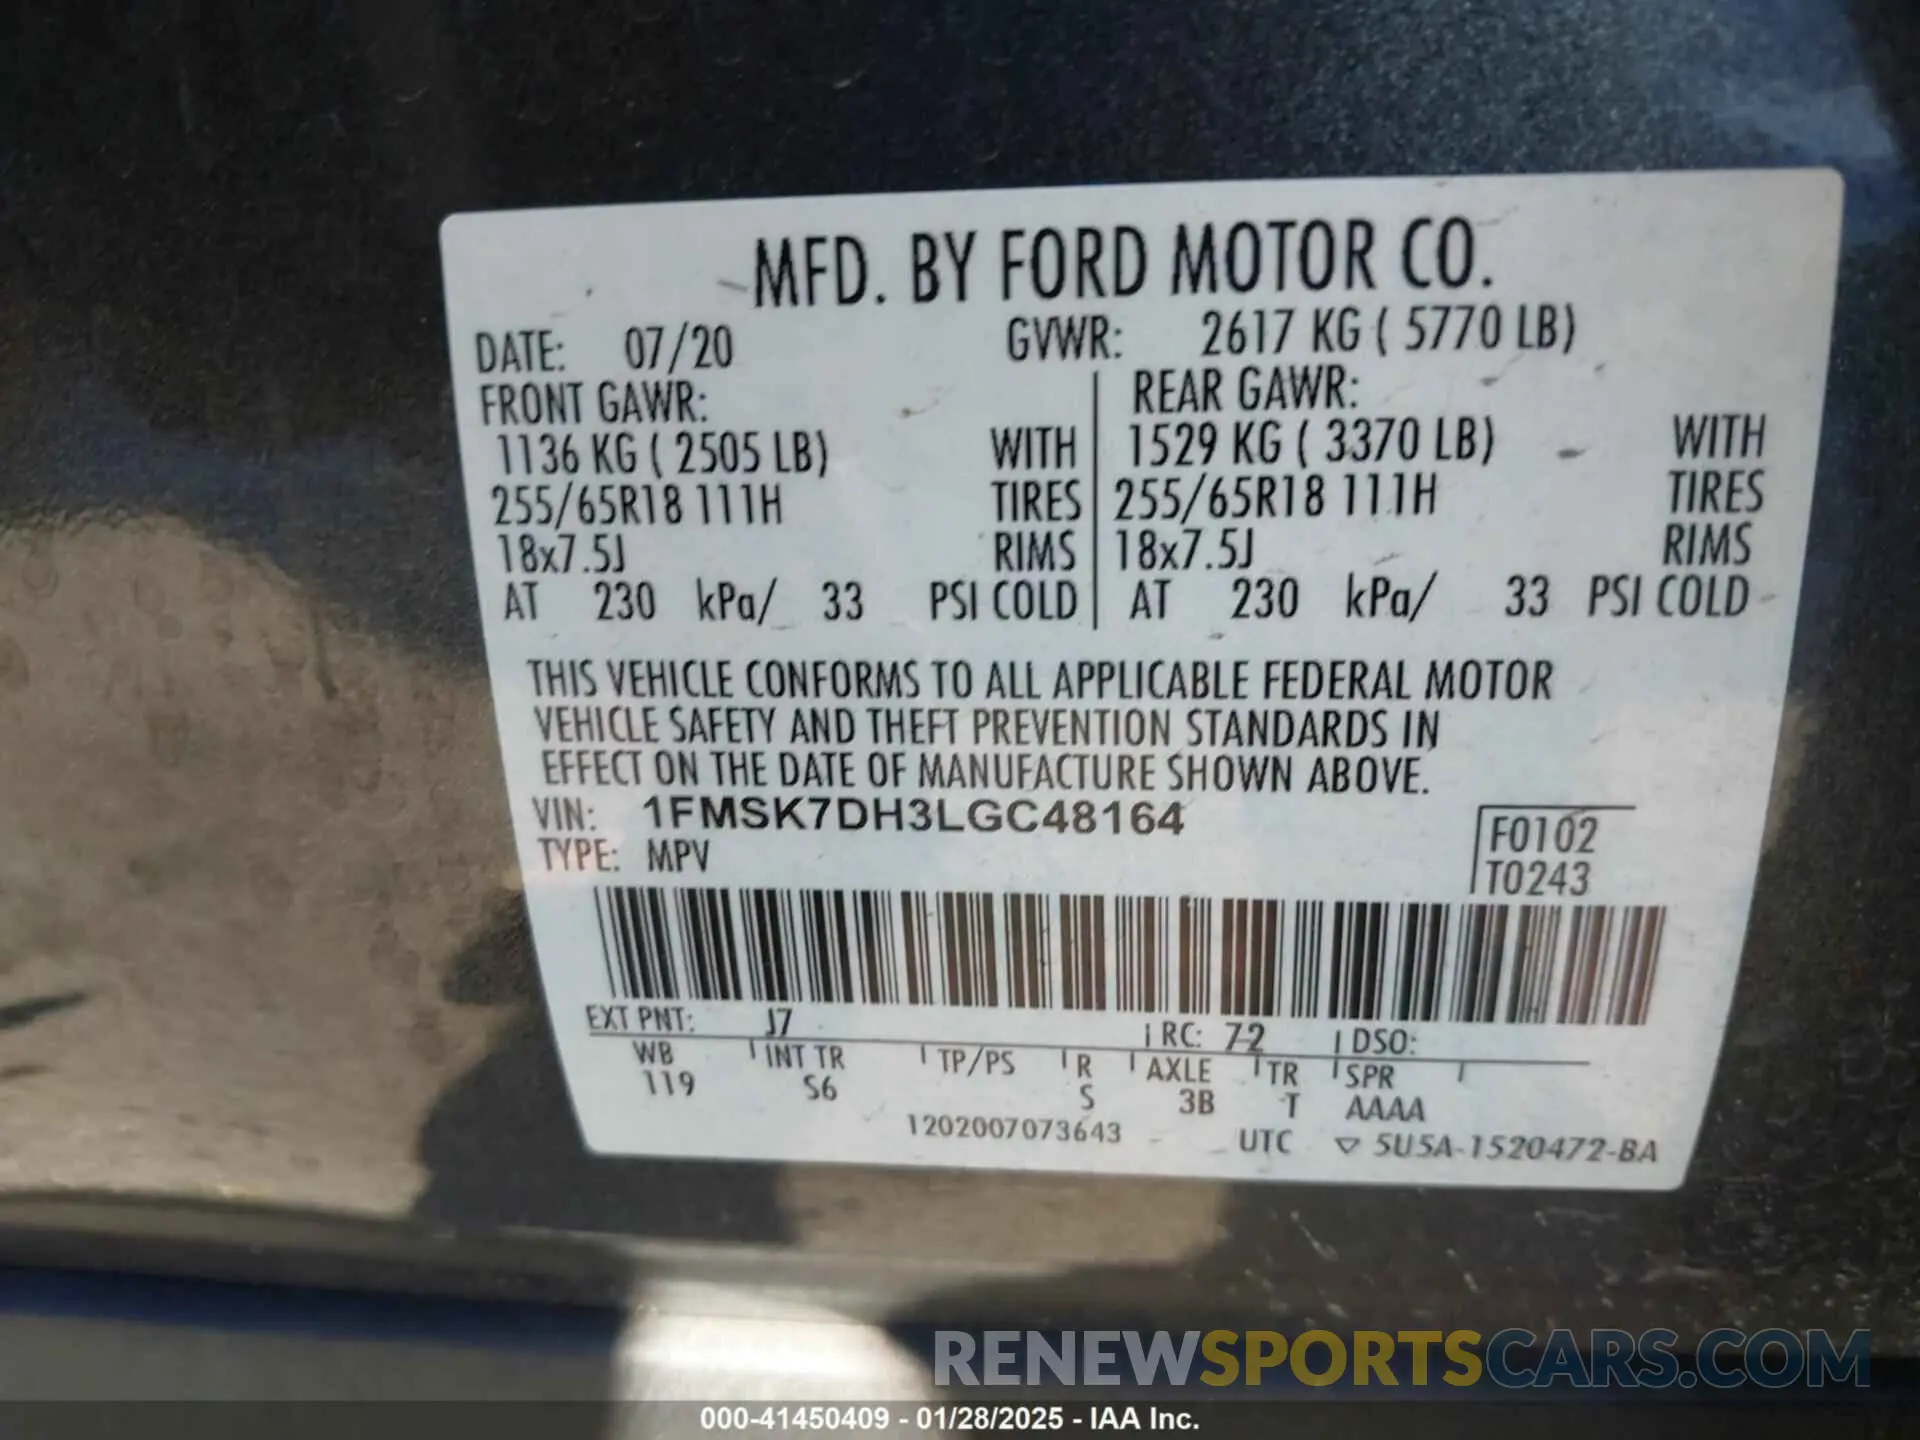 MFD. BY FORD MOTOR CO.
DATE: 07/20 GVWR: 2617 KG ( 5770 LB)
FRONT GAWR: REAR GAWR:
1136 KG ( 2505 LB) WITH 1529 KG ( 3370 LB) WITH
255/65R18 111H TIRES 255/65R18 111H TIRES
18x7.5J RIMS 18x7.5J RIMS
AT 230 kPa/ 33 PSI COLD AT 230 kPa/ 33 PSI COLD
THIS VEHICLE CONFORMS TO ALL APPLICABLE FEDERAL MOTOR
VEHICLE SAFETY AND THEFT PREVENTION STANDARDS IN
EFFECT ON THE DATE OF MANUFACTURE SHOWN ABOVE.
VIN: 1FMSK7DH3LGC48164
TYPE: MPV
F0102
T0243
EXT PNT: J7 RC: 72 DSO:
WB INT TR TP/PS R AXLE TR SPR
119 S6 S 3B T AAAA
1202007073643 UTC ▽ 5U5A-1520472-BA
RENEWSPORTSCARS.COM
000-41450409 - 01/28/2025 - IAA Inc.